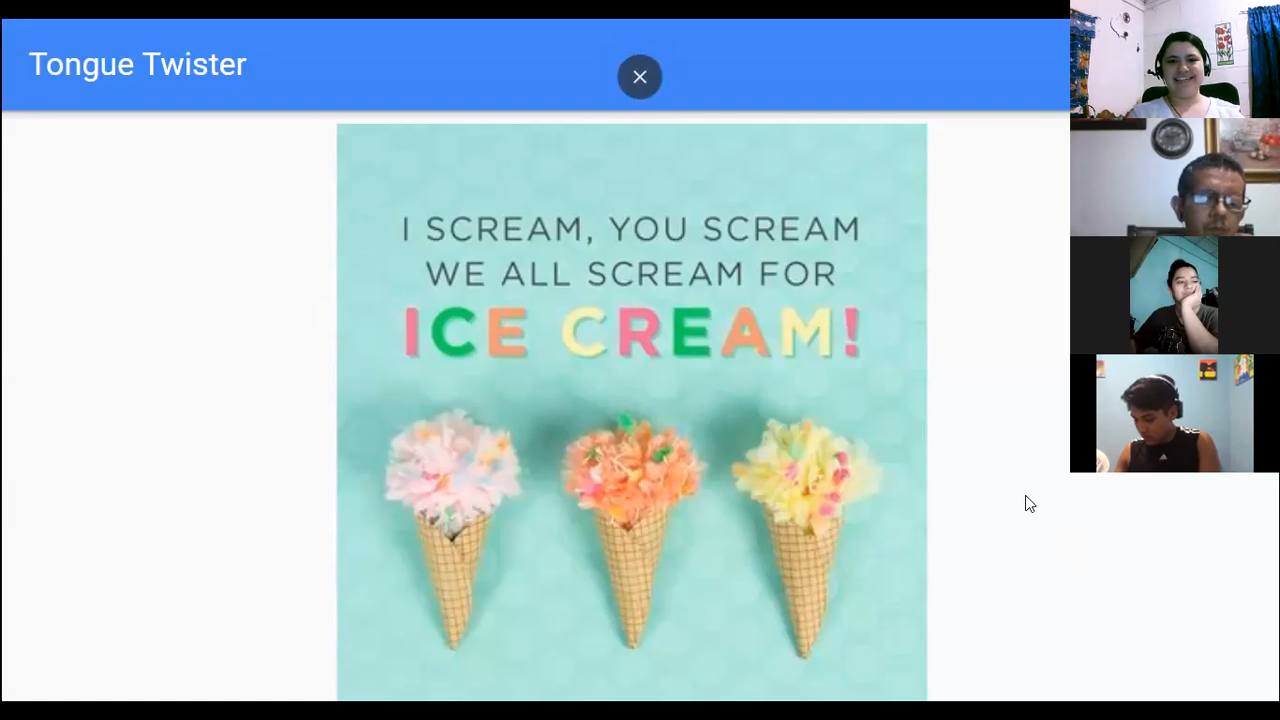 Tongue Twister
I SCREAM, YOU SCREAM
WE ALL SCREAM FOR
ICE CREAM!